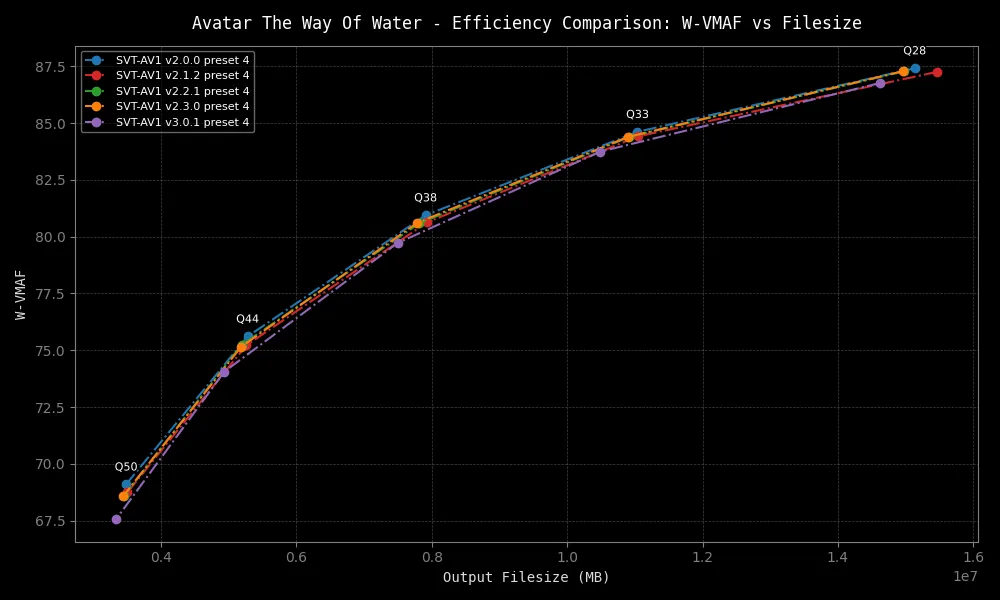 Avatar The Way Of Water - Efficiency Comparison: W-VMAF vs Filesize
SVT-AV1 v2.0.0 preset 4
SVT-AV1 v2.1.2 preset 4
SVT-AV1 v2.2.1 preset 4
SVT-AV1 v2.3.0 preset 4
SVT-AV1 v3.0.1 preset 4
Q28
Q33
Q38
Q44
Q50
87.5
85.0
82.5
80.0
77.5
75.0
72.5
70.0
67.5
W-VMAF
0.4
0.6
0.8
1.0
1.2
1.4
1.6
1e7
Output Filesize (MB)